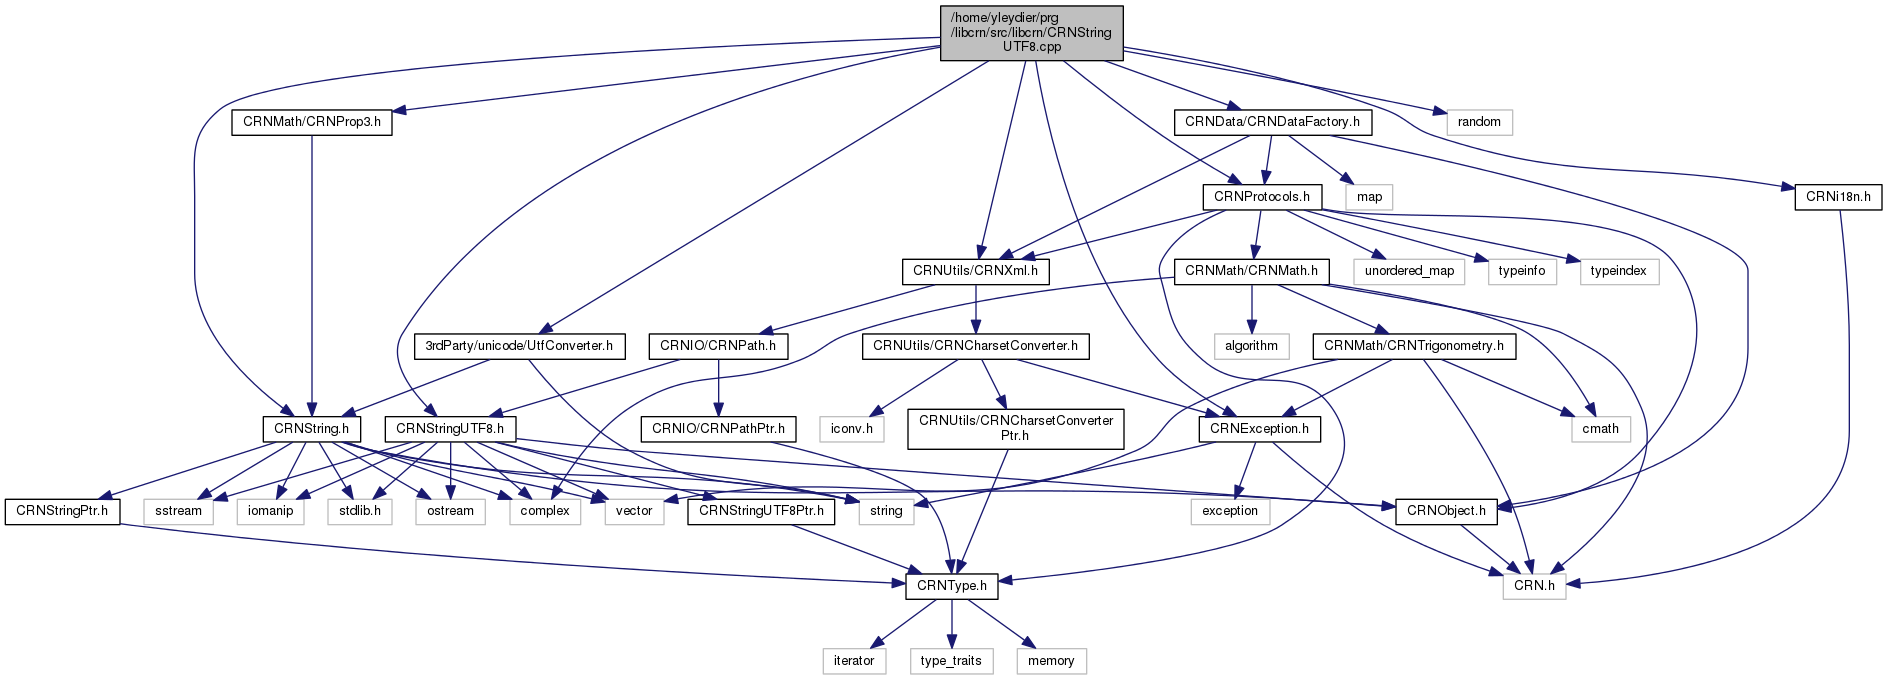 /home/yleydier/prg
/libcrn/src/libcrn/CRNString
UTF8.cpp
CRNMath/CRNProp3.h
CRNData/CRNDataFactory.h
random
CRNProtocols.h
map
CRNi18n.h
CRNUtils/CRNXml.h
CRNMath/CRNMath.h
unordered_map
typeinfo
typeindex
3rdParty/unicode/UtfConverter.h
CRNIO/CRNPath.h
CRNUtils/CRNCharsetConverter.h
algorithm
CRNMath/CRNTrigonometry.h
CRNString.h
CRNStringUTF8.h
CRNIO/CRNPathPtr.h
iconv.h
CRNUtils/CRNCharsetConverter
Ptr.h
CRNException.h
cmath
CRNStringPtr.h
sstream
iomanip
stdlib.h
ostream
complex
vector
CRNStringUTF8Ptr.h
string
exception
CRNObject.h
CRNType.h
CRN.h
iterator
type_traits
memory